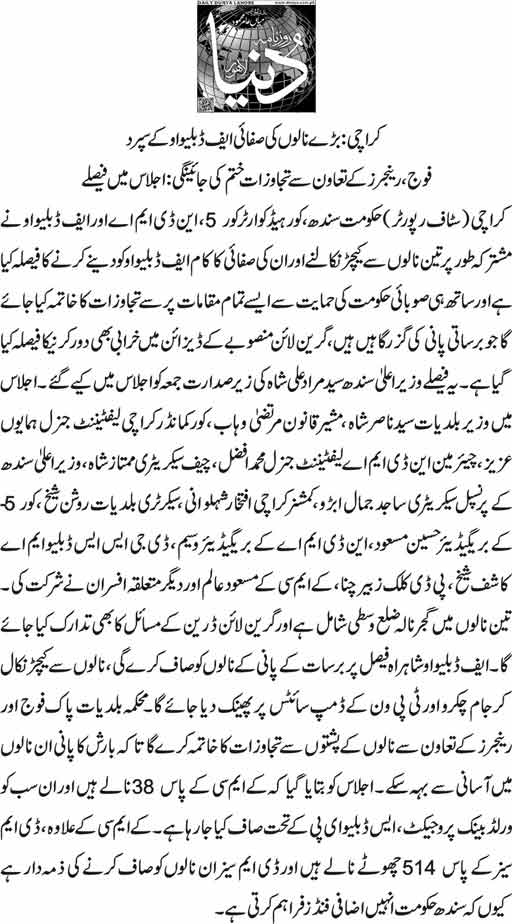 DAILY DUNYA LAHORE
www.dunya.com.pk
میاں عامر محمود
روزنامہ
دُنیا
لاہور
کراچی: بڑے نالوں کی صفائی ایف ڈبلیو او کے سپرد
فوج، رینجرز کے تعاون سے تجاوزات ختم کی جائینگی: اجلاس میں فیصلے
کراچی (سٹاف رپورٹر) حکومت سندھ، کور ہیڈ کوارٹر کور 5، این ڈی ایم اے اور ایف ڈبلیو او نے
مشترکہ طور پر تین نالوں سے کیچڑ نکالنے اور ان کی صفائی کا کام ایف ڈبلیو او کو دینے کرنے کا فیصلہ کیا
ہے اور ساتھ ہی صوبائی حکومت کی حمایت سے ایسے تمام مقامات پر سے تجاوزات کا خاتمہ کیا جائے
گا جو برساتی پانی کی گزرگاہیں ہیں، گرین لائن منصوبے کے ڈیزائن میں خرابی بھی دور کرنیکا فیصلہ کیا
گیا ہے۔ یہ فیصلے وزیراعلیٰ سندھ سید مراد علی شاہ کی زیر صدارت جمعہ کو اجلاس میں کیے گئے۔ اجلاس
میں وزیر بلدیات سید ناصر شاہ، مشیر قانون مرتضیٰ وہاب، کور کمانڈر کراچی لیفٹیننٹ جنرل ہمایوں
عزیز، چیئرمین این ڈی ایم اے لیفٹیننٹ جنرل محمد افضل، چیف سیکریٹری ممتاز شاہ، وزیراعلیٰ سندھ
کے پرنسپل سیکریٹری ساجد جمال ابڑو، کمشنر کراچی افتخار شہلوانی، سیکرٹری بلدیات روشن شیخ، کور 5-
کے بریگیڈیئر حسین مسعود، این ڈی ایم اے کے بریگیڈیئر وسیم، ڈی جی ایس ایس ڈبلیو ایم اے
کاشف شیخ، پی ڈی کلک زبیر چنا، کے ایم سی کے مسعود عالم اور دیگر متعلقہ افسران نے شرکت کی۔
تین نالوں میں گجر نالہ ضلع وسطی شامل ہے اور گرین لائن ڈرین کے مسائل کا بھی تدارک کیا جائے
گا۔ ایف ڈبلیو او شاہراہ فیصل پر برسات کے پانی کے نالوں کو صاف کرے گی، نالوں سے کیچڑ نکال
کر جام چکرو اور ٹی پی ون کے ڈمپ سائٹس پر پھینک دیا جائے گا۔ محکمہ بلدیات پاک فوج اور
رینجرز کے تعاون سے نالوں کے پشتوں سے تجاوزات کا خاتمہ کرے گا تاکہ بارش کا پانی ان نالوں
میں آسانی سے بہہ سکے۔ اجلاس کو بتایا گیا کہ کے ایم سی کے پاس 38 نالے ہیں اور ان سب کو
ورلڈ بینک پروجیکٹ، ایس ڈبلیو ای پی کے تحت صاف کیا جارہا ہے۔ کے ایم سی کے علاوہ، ڈی ایم
سیز کے پاس 514 چھوٹے نالے ہیں اور ڈی ایم سیز ان نالوں کو صاف کرنے کی ذمہ دار ہے
کیوں کہ سندھ حکومت انہیں اضافی فنڈز فراہم کرتی ہے۔